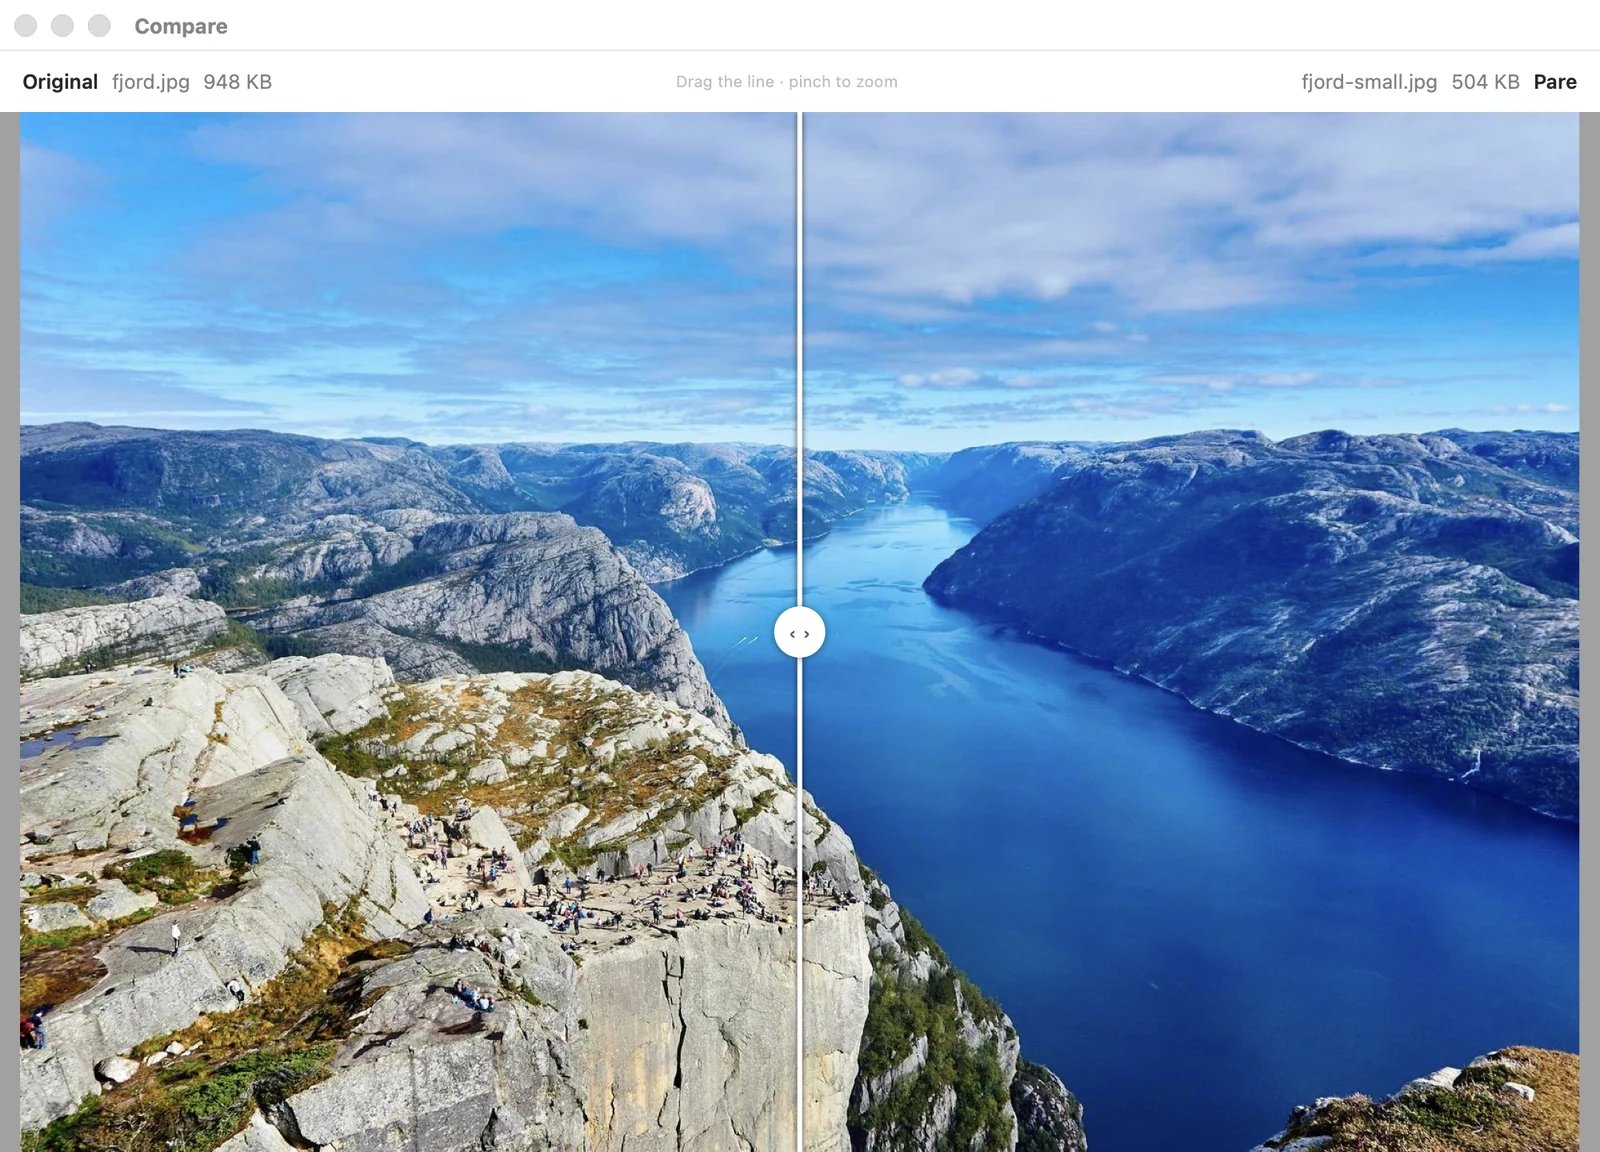 Compare
Original fjord.jpg 948 KB
Drag the line · pinch to zoom
fjord-small.jpg 504 KB Pare